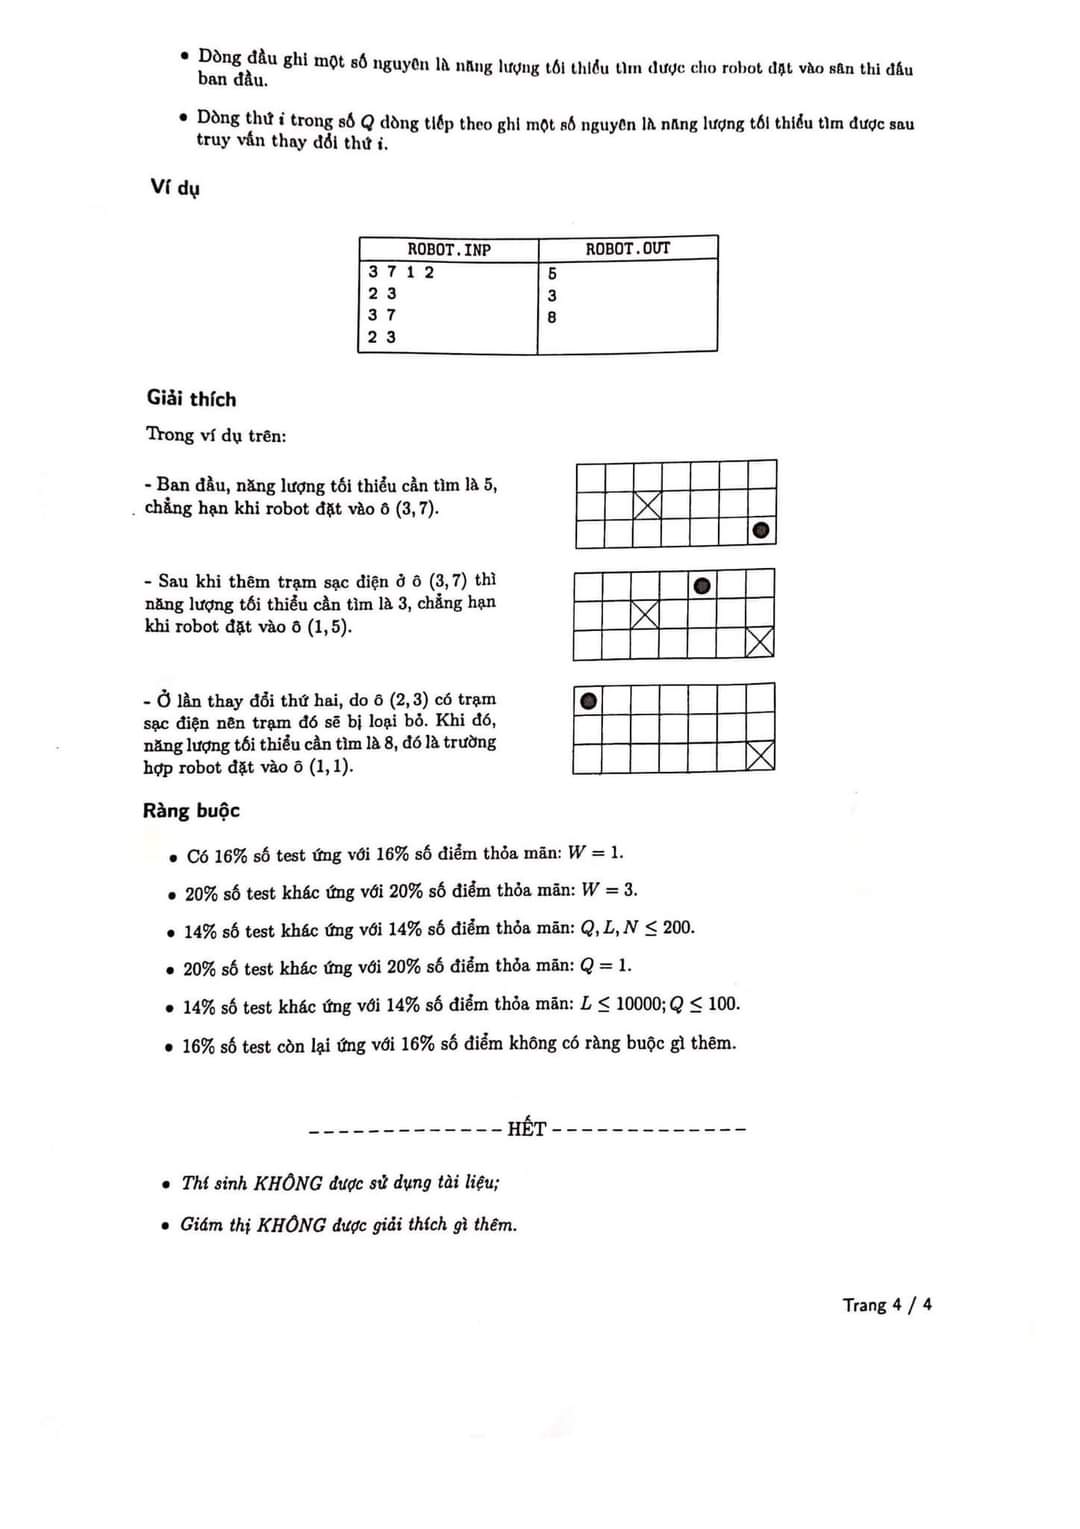 • Dòng đầu ghi một số nguyên là năng lượng tối thiểu tìm được cho robot đặt vào sân thi đấu
ban đầu.
• Dòng thứ i trong số Q dòng tiếp theo ghi một số nguyên là năng lượng tối thiểu tìm được sau
truy vấn thay đổi thứ i.
Ví dụ
ROBOT.INP ROBOT.OUT
3 7 1 2 5
2 3 3
3 7 8
2 3
Giải thích
Trong ví dụ trên:
- Ban đầu, năng lượng tối thiểu cần tìm là 5,
chẳng hạn khi robot đặt vào ô (3, 7).
- Sau khi thêm trạm sạc điện ở ô (3, 7) thì
năng lượng tối thiểu cần tìm là 3, chẳng hạn
khi robot đặt vào ô (1, 5).
- Ở lần thay đổi thứ hai, do ô (2, 3) có trạm
sạc điện nên trạm đó sẽ bị loại bỏ. Khi đó,
năng lượng tối thiểu cần tìm là 8, đó là trường
hợp robot đặt vào ô (1, 1).
Ràng buộc
• Có 16% số test ứng với 16% số điểm thỏa mãn: W = 1.
• 20% số test khác ứng với 20% số điểm thỏa mãn: W = 3.
• 14% số test khác ứng với 14% số điểm thỏa mãn: Q, L, N ≤ 200.
• 20% số test khác ứng với 20% số điểm thỏa mãn: Q = 1.
• 14% số test khác ứng với 14% số điểm thỏa mãn: L ≤ 10000; Q ≤ 100.
• 16% số test còn lại ứng với 16% số điểm không có ràng buộc gì thêm.
- - - - - - - - - - - - - HẾT - - - - - - - - - - - - -
• Thí sinh KHÔNG được sử dụng tài liệu;
• Giám thị KHÔNG được giải thích gì thêm.
Trang 4 / 4